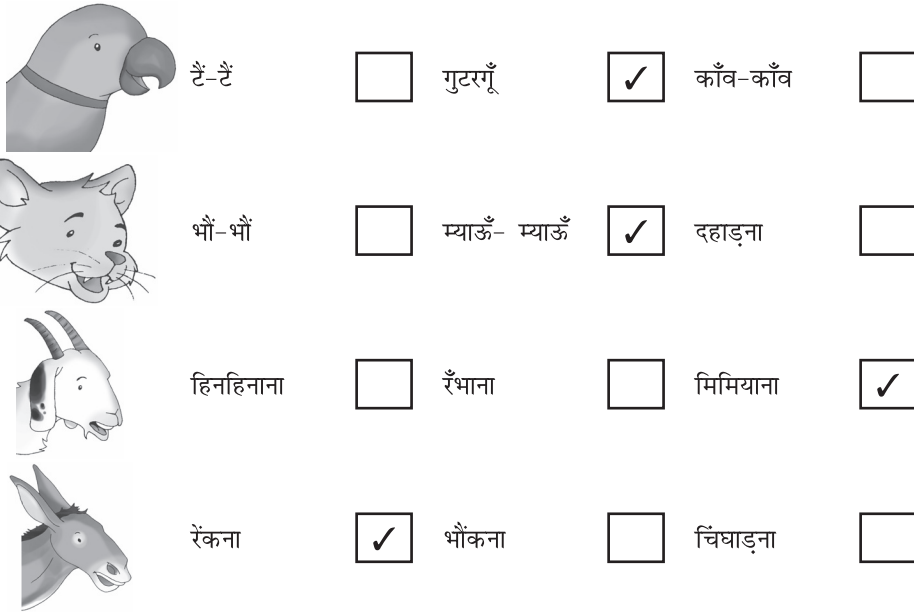 टैं-टैं गुटरगूँ ✓ काँव-काँव
भौं-भौं म्याऊँ- म्याऊँ ✓ दहाड़ना
हिनहिनाना रँभाना मिमियाना ✓
रेंकना ✓ भौंकना चिंघाड़ना